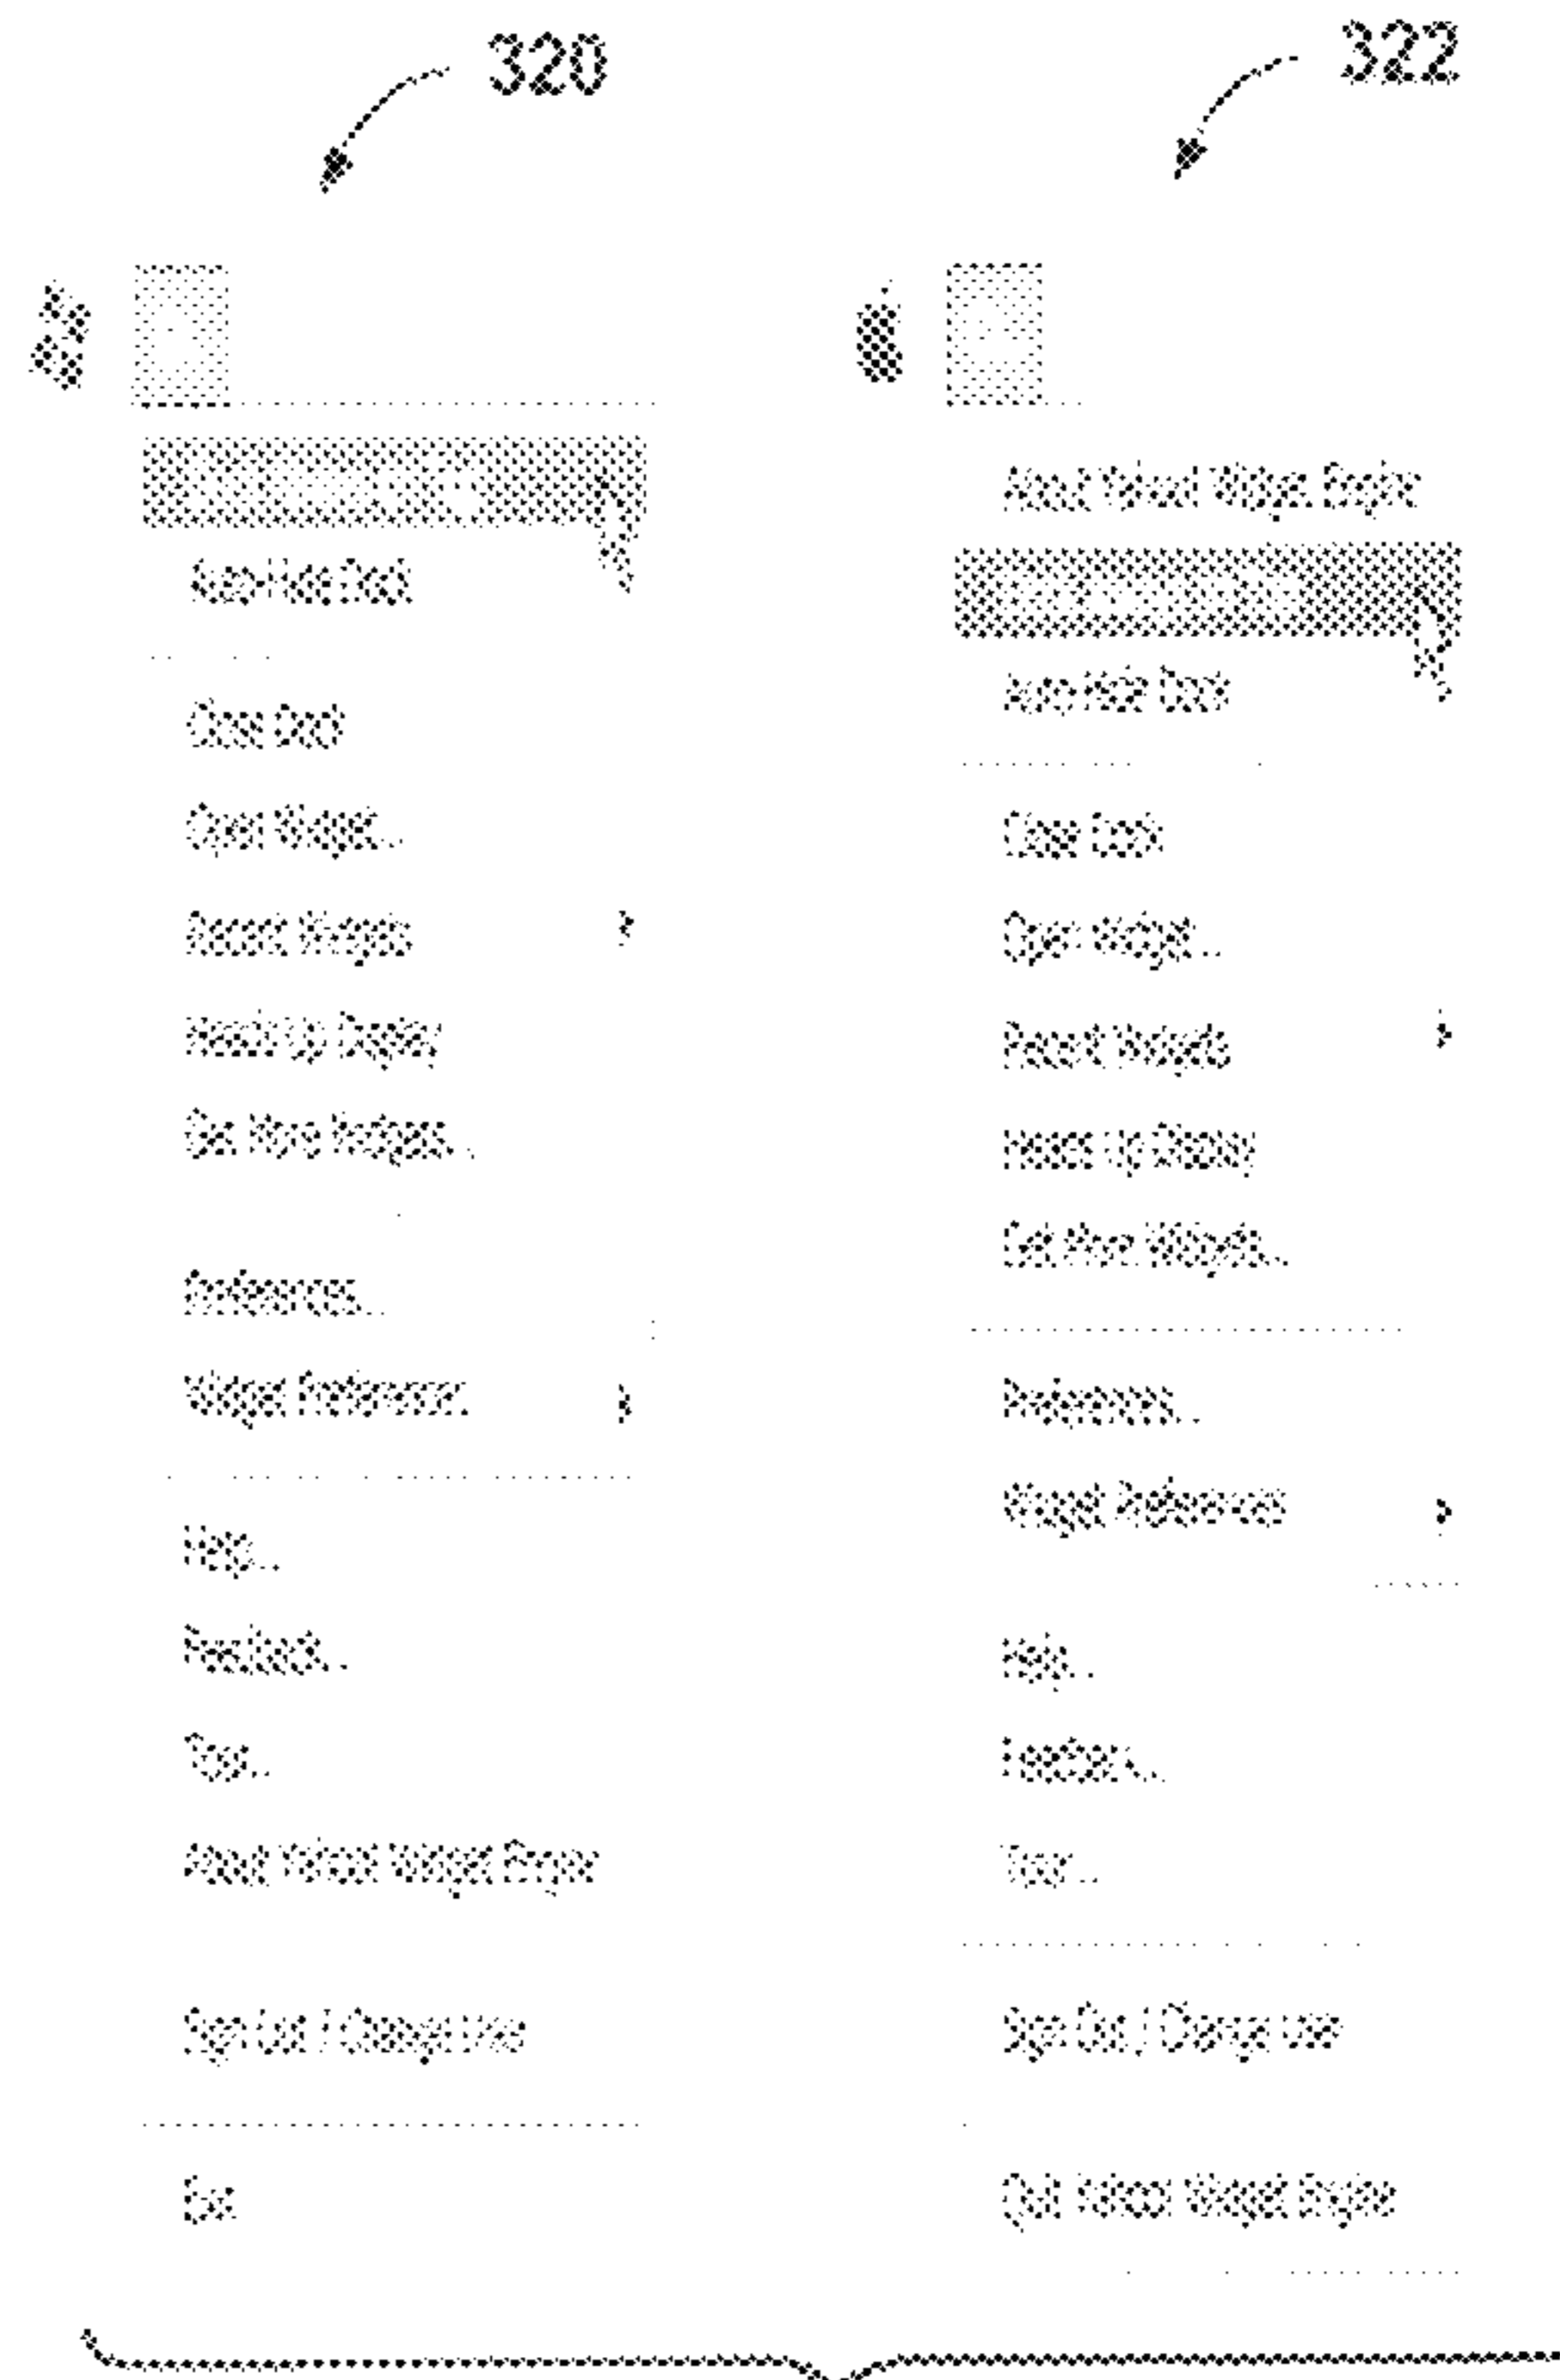 320
322
Auto-Hide Dock
Close Dock
Open Widget...
Recent Widgets
Heads Up Display
Get More Widgets...
Preferences...
Widget Preferences
Help...
Feedback...
Tour...
About Widget Engine
Sign Out / Change User
Exit
About Widget Engine
Auto-Hide Dock
Close Dock
Open Widget...
Recent Widgets
Heads Up Display
Get More Widgets...
Preferences...
Widget Preferences
Help...
Feedback...
Tour...
Sign Out / Change User
Quit Widget Engine